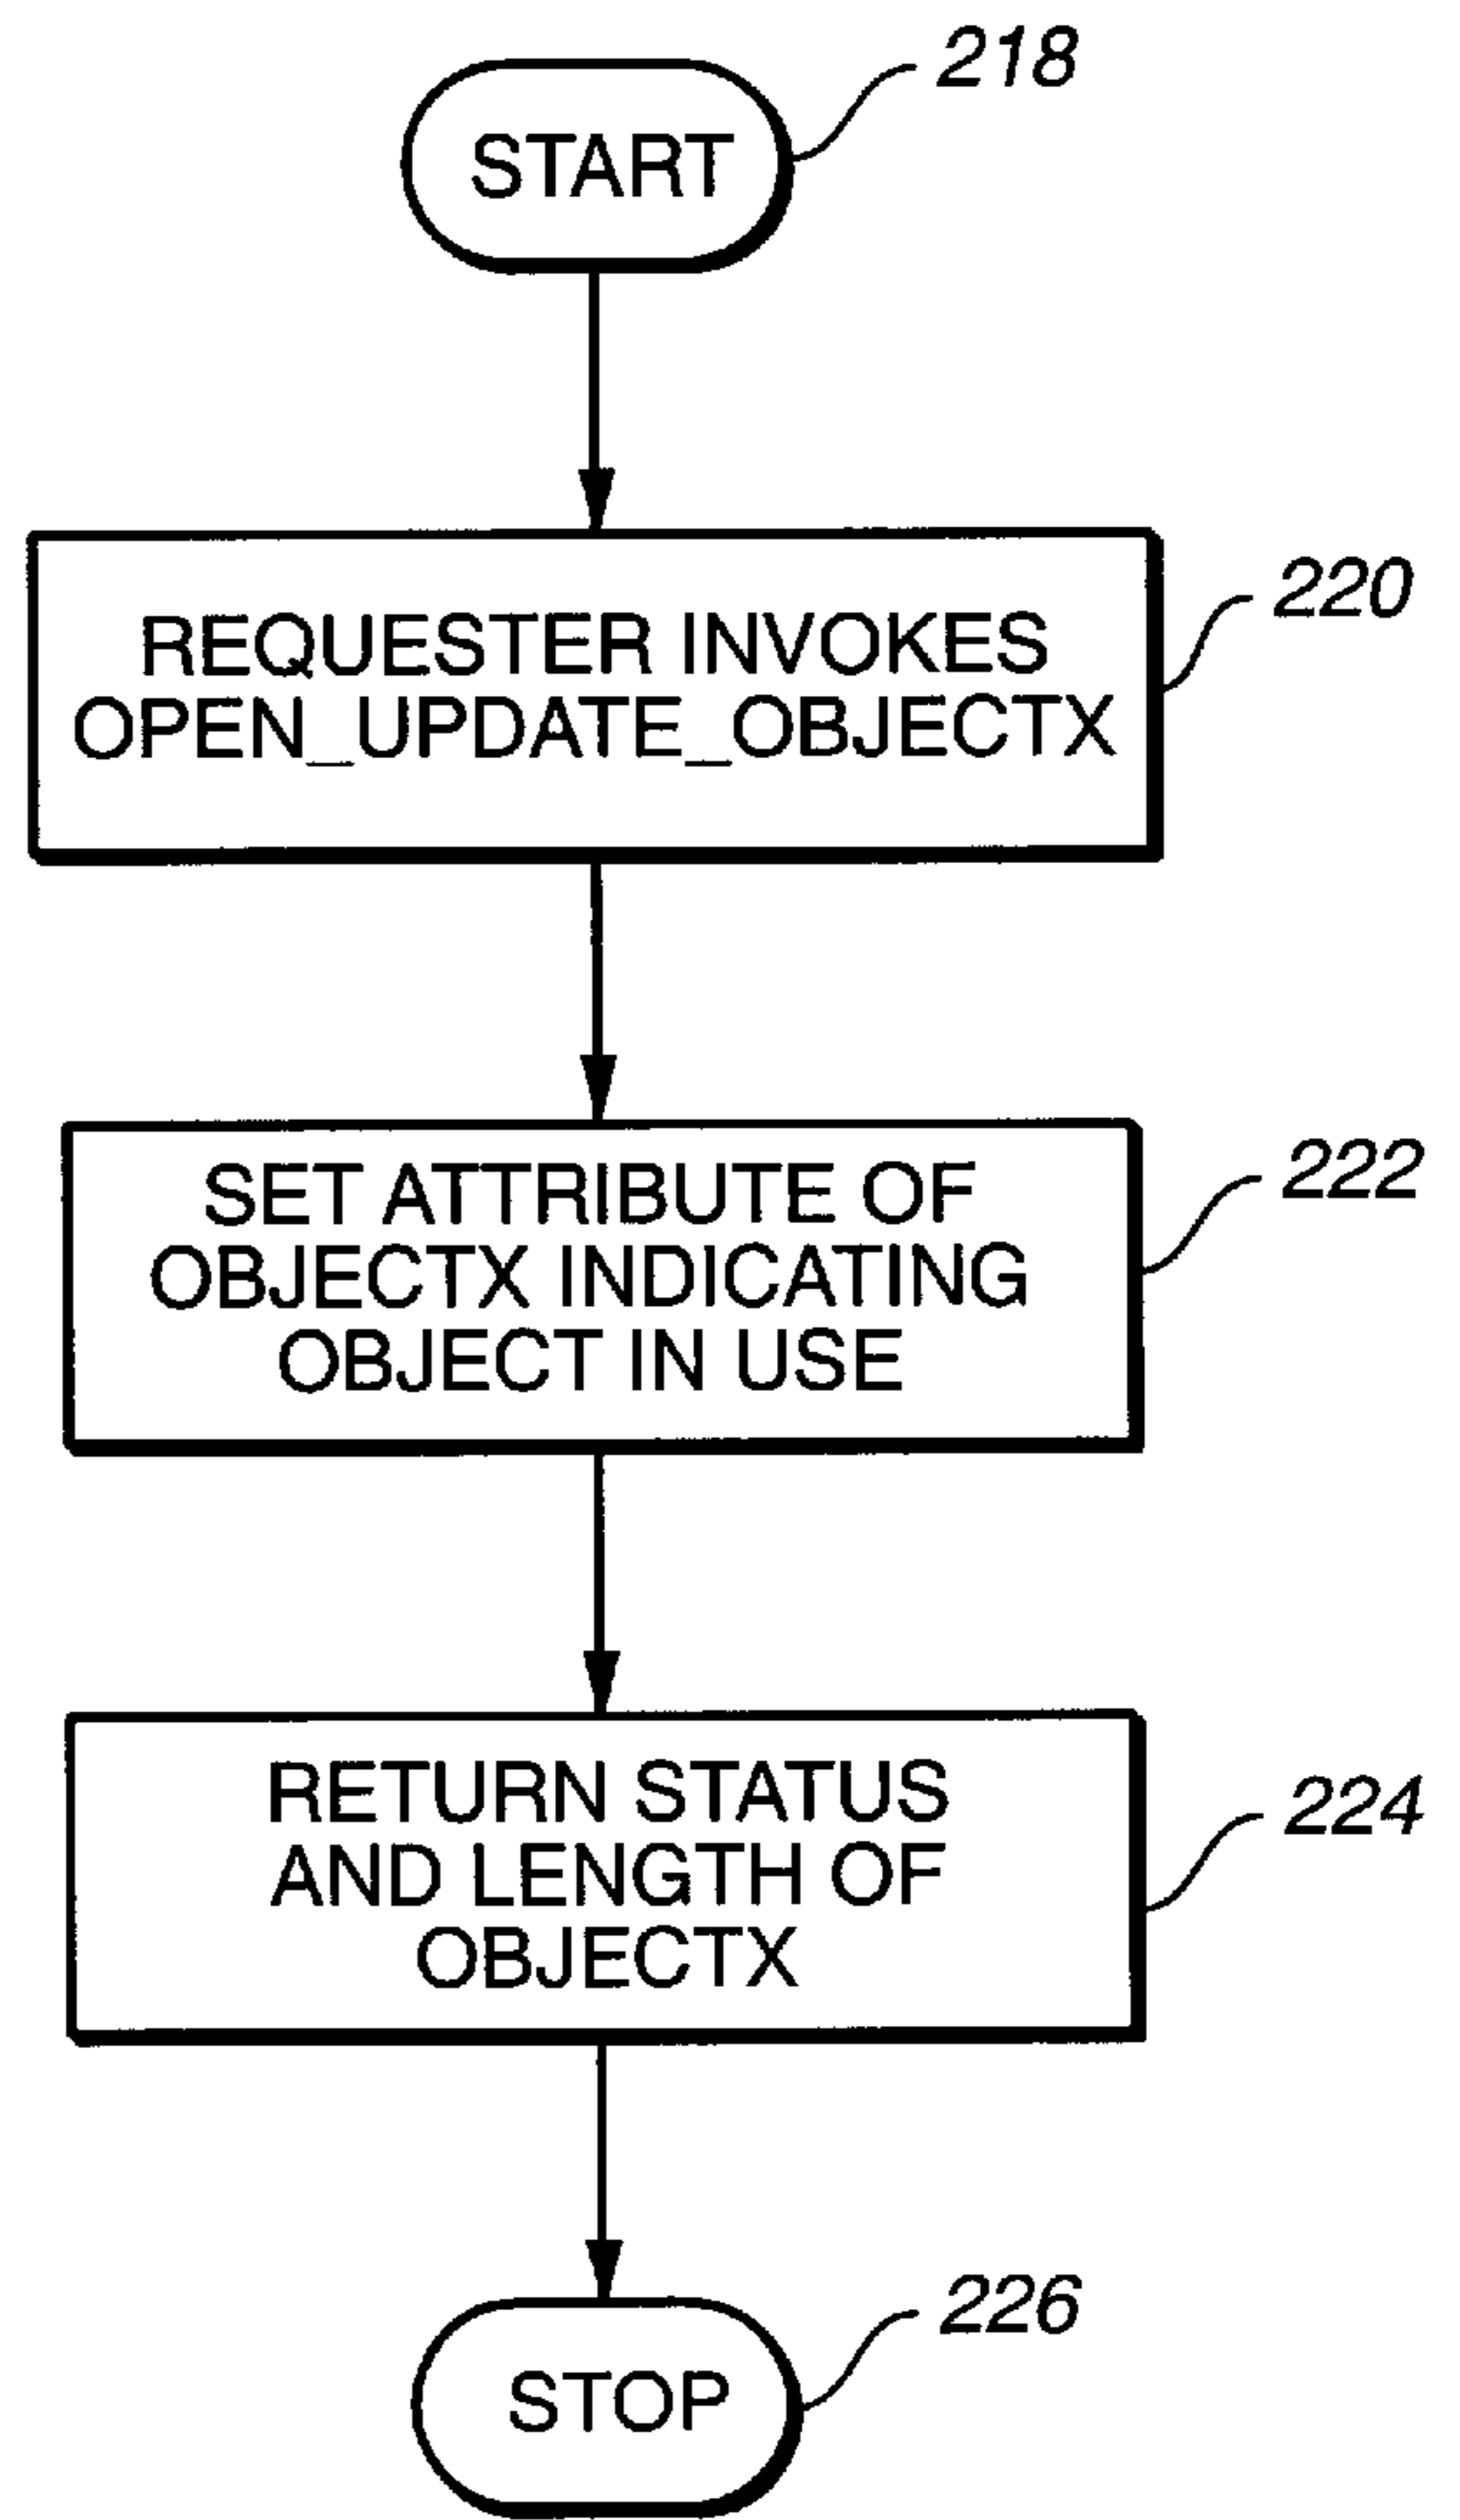 218
START
220
REQUESTER INVOKES
OPEN_UPDATE_OBJECTX
222
SET ATTRIBUTE OF
OBJECTX INDICATING
OBJECT IN USE
224
RETURN STATUS
AND LENGTH OF
OBJECTX
226
STOP